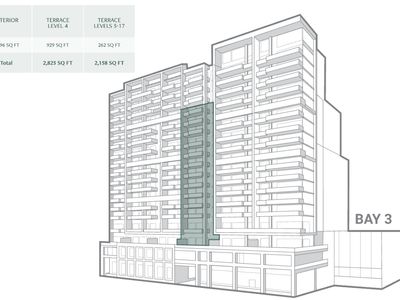 TERRACE LEVEL 4
TERRACE LEVELS 5-17
96 SQ FT 929 SQ FT 262 SQ FT
Total 2,825 SQ FT 2,158 SQ FT
BAY 3